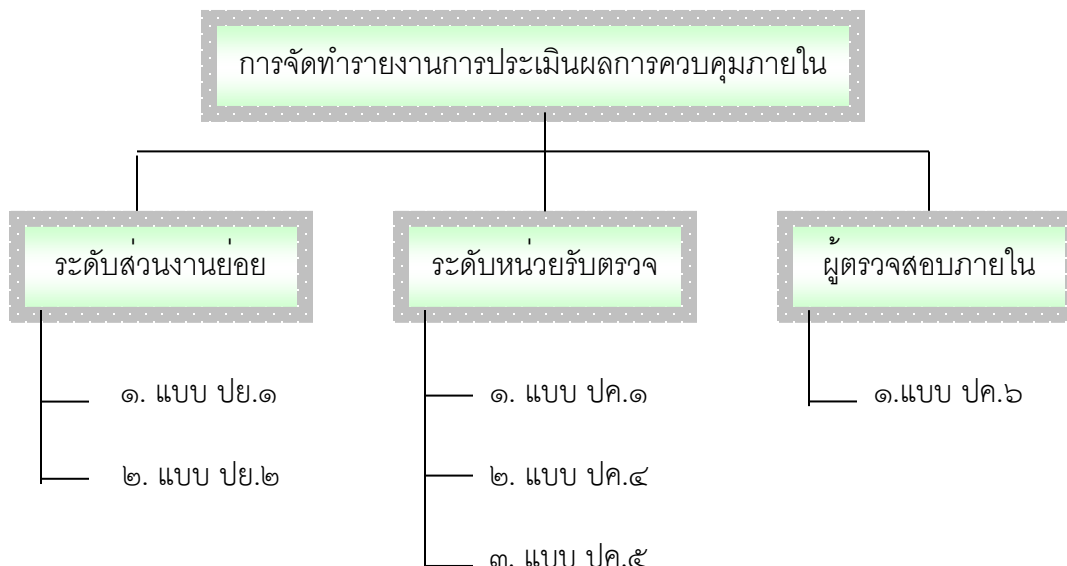 การจัดทำรายงานการประเมินผลการควบคุมภายใน
ระดับส่วนงานย่อย
๑. แบบ ปย.๑
๒. แบบ ปย.๒
ระดับหน่วยรับตรวจ
๑. แบบ ปค.๑
๒. แบบ ปค.๔
๓. แบบ ปค.๕
ผู้ตรวจสอบภายใน
๑.แบบ ปค.๖